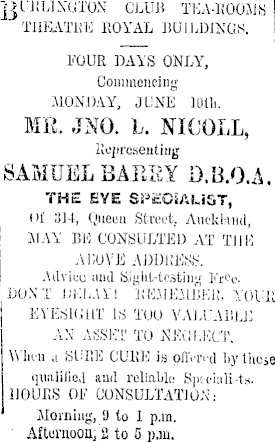 BURLINGTON CLUB TEA-ROOMS
THEATRE ROYAL BUILDINGS.
FOUR DAYS ONLY,
Commencing
MONDAY, JUNE 10th.
MR. JNO. L. NICOLL,
Representing
SAMUEL BARRY D.B.O.A.
THE EYE SPECIALIST,
Of 314, Queen Street, Auckland,
MAY BE CONSULTED AT THE
ABOVE ADDRESS.
Advice and Sight-testing Free.
DON'T DELAY! REMEMBER, YOUR
EYESIGHT IS TOO VALUABLE
AN ASSET TO NEGLECT.
When a SURE CURE is offered by these
qualified and reliable Specialists.
HOURS OF CONSULTATION:
Morning, 9 to 1 p.m.
Afternoon, 2 to 5 p.m.